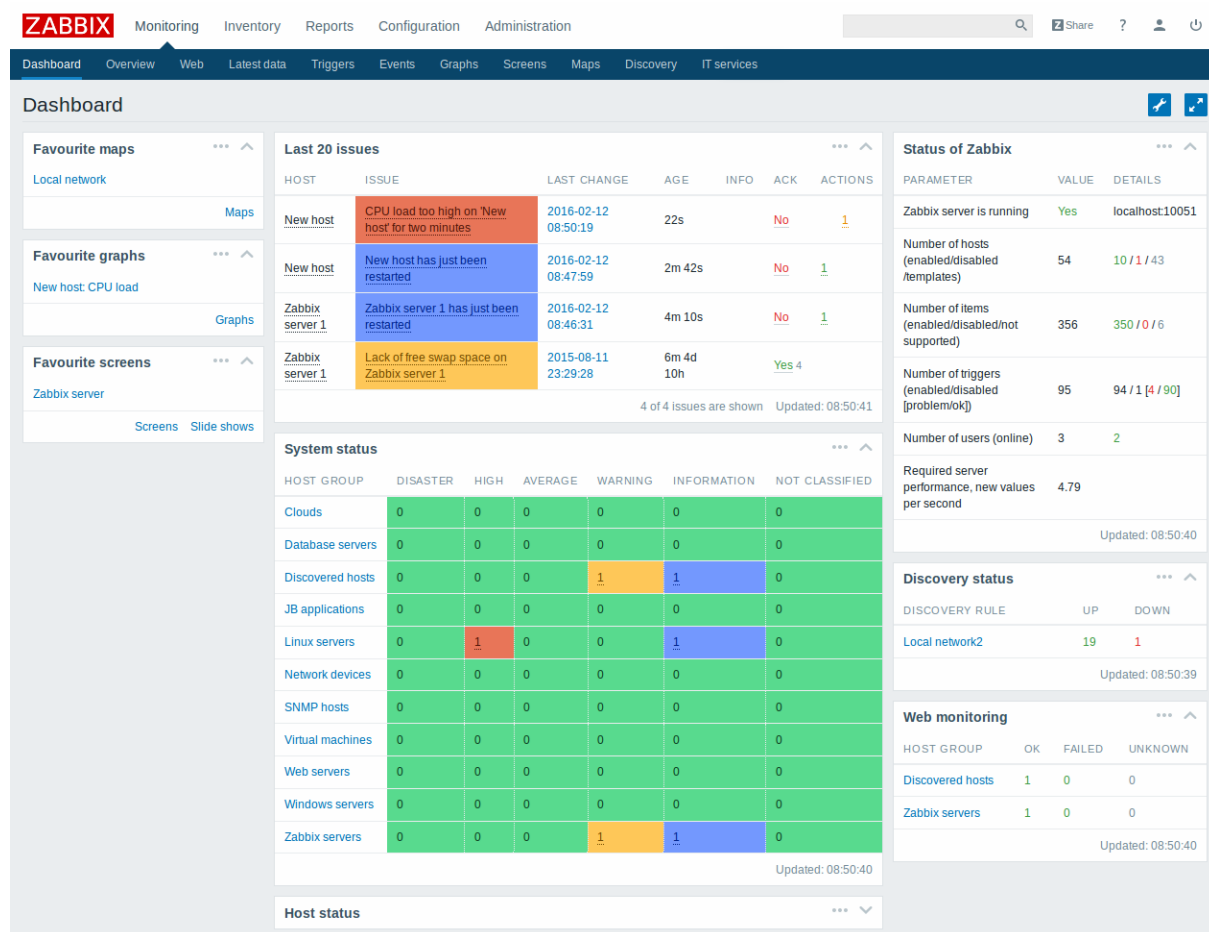 ZABBIX Monitoring Inventory Reports Configuration Administration Z Share ?
Dashboard Overview Web Latest data Triggers Events Graphs Screens Maps Discovery IT services
Dashboard
Favourite maps
Local network
Maps
Favourite graphs
New host: CPU load
Graphs
Favourite screens
Zabbix server
Screens Slide shows
Last 20 issues
HOST ISSUE LAST CHANGE AGE INFO ACK ACTIONS
New host CPU load too high on 'New 2016-02-12 22s No 1
host' for two minutes 08:50:19
New host New host has just been 2016-02-12 2m 42s No 1
restarted 08:47:59
Zabbix Zabbix server 1 has just been 2016-02-12 4m 10s No 1
server 1 restarted 08:46:31
Zabbix Lack of free swap space on 2015-08-11 6m 4d Yes 4
server 1 Zabbix server 1 23:29:28 10h
4 of 4 issues are shown Updated: 08:50:41
System status
HOST GROUP DISASTER HIGH AVERAGE WARNING INFORMATION NOT CLASSIFIED
Clouds 0 0 0 0 0 0
Database servers 0 0 0 0 0 0
Discovered hosts 0 0 0 1 1 0
JB applications 0 0 0 0 0 0
Linux servers 0 1 0 0 1 0
Network devices 0 0 0 0 0 0
SNMP hosts 0 0 0 0 0 0
Virtual machines 0 0 0 0 0 0
Web servers 0 0 0 0 0 0
Windows servers 0 0 0 0 0 0
Zabbix servers 0 0 0 1 1 0
Updated: 08:50:40
Host status
Status of Zabbix
PARAMETER VALUE DETAILS
Zabbix server is running Yes localhost:10051
Number of hosts
(enabled/disabled 54 10 / 1 / 43
/templates)
Number of items
(enabled/disabled/not 356 350 / 0 / 6
supported)
Number of triggers
(enabled/disabled 95 94 / 1 [4 / 90]
[problem/ok])
Number of users (online) 3 2
Required server
performance, new values 4.79
per second
Updated: 08:50:40
Discovery status
DISCOVERY RULE UP DOWN
Local network2 19 1
Updated: 08:50:39
Web monitoring
HOST GROUP OK FAILED UNKNOWN
Discovered hosts 1 0 0
Zabbix servers 1 0 0
Updated: 08:50:40